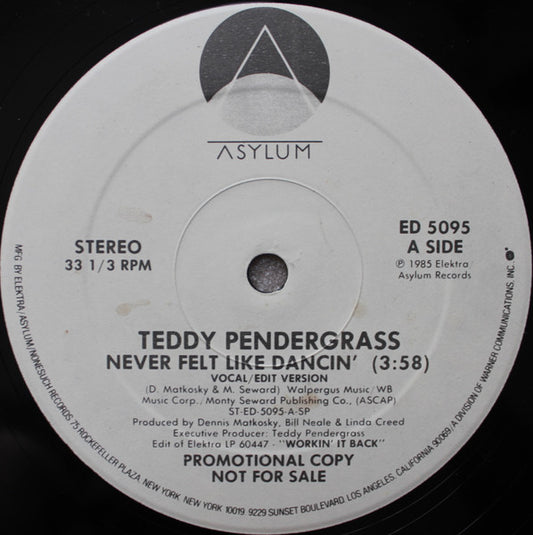 ASYLUM
STEREO
33 1/3 RPM
ED 5095
A SIDE
℗ 1985 Elektra/
Asylum Records
TEDDY PENDERGRASS
NEVER FELT LIKE DANCIN' (3:58)
VOCAL/EDIT VERSION
(D. Matkosky & M. Seward) Walpergus Music/WB
Music Corp./Monty Seward Publishing Co., (ASCAP)
ST-ED-5095-A-SP
Produced by Dennis Matkosky, Bill Neale & Linda Creed
Executive Producer: Teddy Pendergrass
Edit of Elektra LP 60447 - "WORKIN' IT BACK"
PROMOTIONAL COPY
NOT FOR SALE
MFG. BY ELEKTRA/ASYLUM/NONESUCH RECORDS 75 ROCKEFELLER PLAZA, NEW YORK, NEW YORK 10019. 9229 SUNSET BOULEVARD, LOS ANGELES, CALIFORNIA 90069/A DIVISION OF WARNER COMMUNICATIONS, INC.